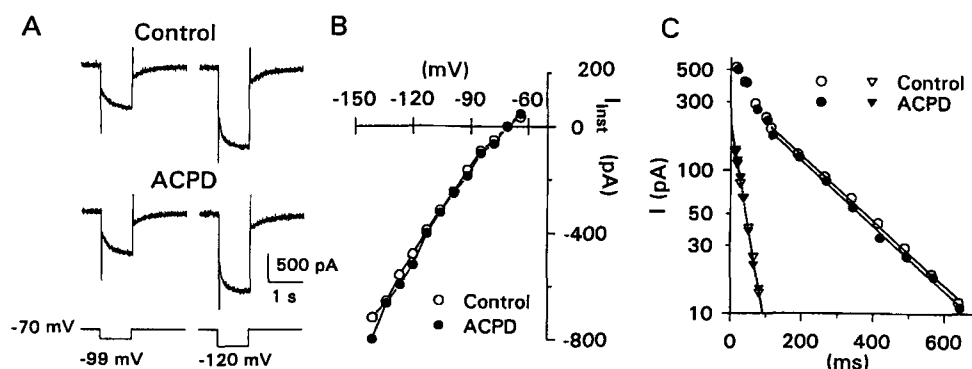 A
Control
ACPD
500 pA
1 s
-70 mV
-99 mV
-120 mV
B
(mV)
-150
-120
-90
-60
200
0
-400
-800
I inst (pA)
Control
ACPD
C
Control
ACPD
500
300
100
50
30
10
I (pA)
0
200
400
600
(ms)